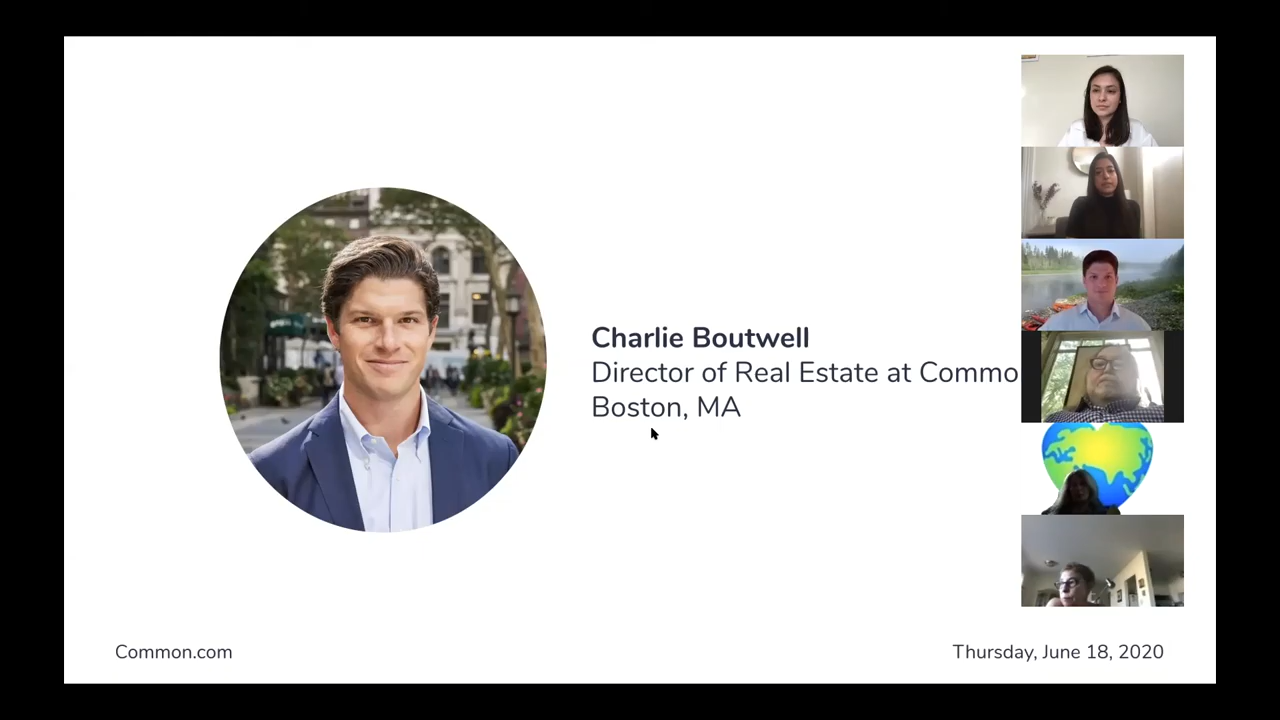 Charlie Boutwell
Director of Real Estate at Commo
Boston, MA
Common.com
Thursday, June 18, 2020